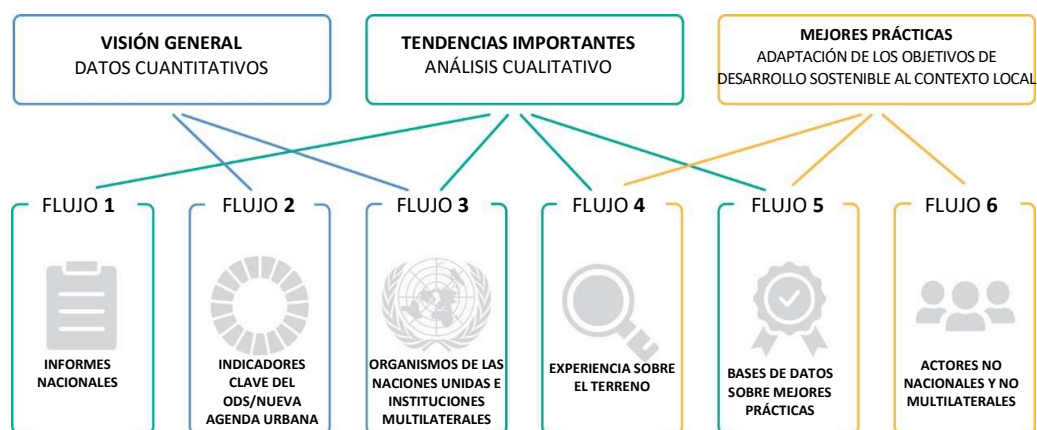 VISIÓN GENERAL
DATOS CUANTITATIVOS
TENDENCIAS IMPORTANTES
ANÁLISIS CUALITATIVO
MEJORES PRÁCTICAS
ADAPTACIÓN DE LOS OBJETIVOS DE
DESARROLLO SOSTENIBLE AL CONTEXTO LOCAL
FLUJO 1
INFORMES
NACIONALES
FLUJO 2
INDICADORES
CLAVE DEL
ODS/NUEVA
AGENDA URBANA
FLUJO 3
ORGANISMOS DE LAS
NACIONES UNIDAS E
INSTITUCIONES
MULTILATERALES
FLUJO 4
EXPERIENCIA SOBRE
EL TERRENO
FLUJO 5
BASES DE DATOS
SOBRE MEJORES
PRÁCTICAS
FLUJO 6
ACTORES NO
NACIONALES Y NO
MULTILATERALES